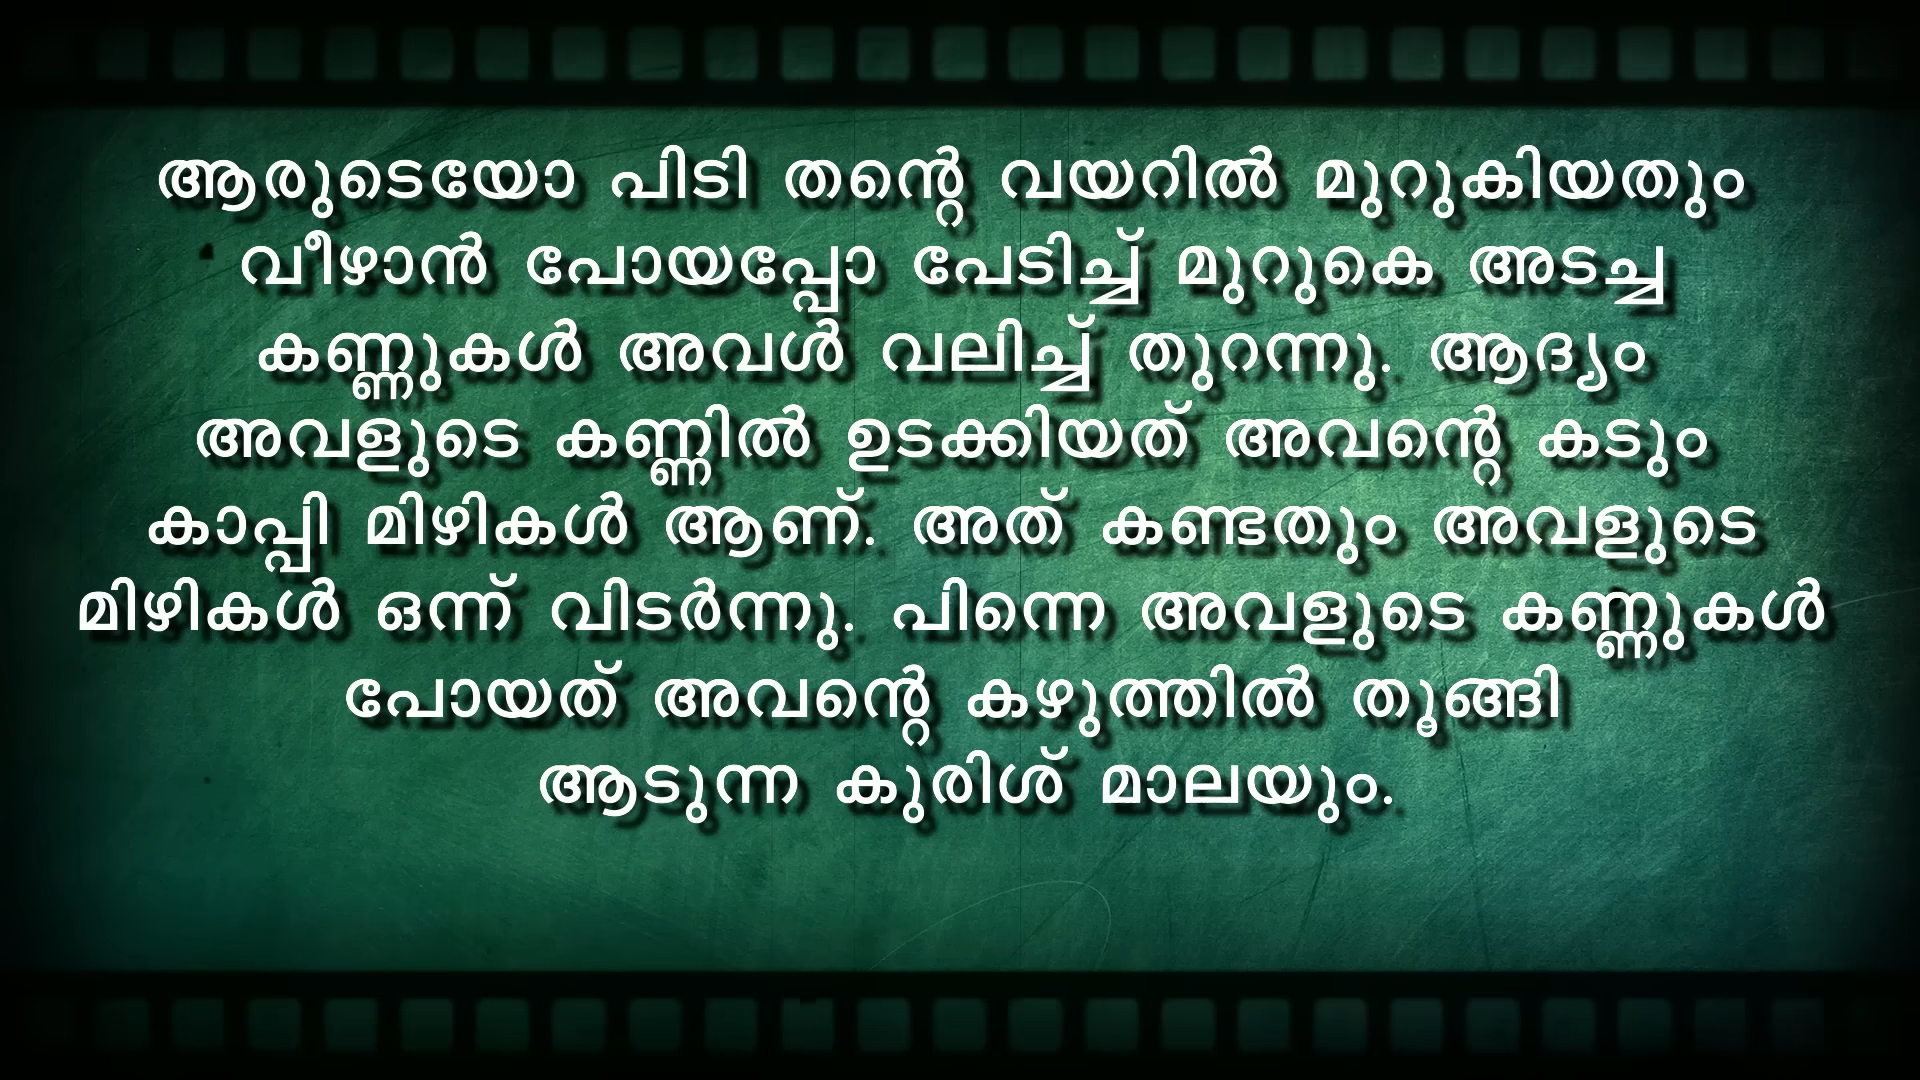 ആരുടെയോ പിടി തന്റെ വയറിൽ മുറുകിയതും
വീഴാൻ പോയപ്പോ പേടിച്ച് മുറുകെ അടച്ച
കണ്ണുകൾ അവൾ വലിച്ച് തുറന്നു. ആദ്യം
അവളുടെ കണ്ണിൽ ഉടക്കിയത് അവന്റെ കടും
കാപ്പി മിഴികൾ ആണ്. അത് കണ്ടതും അവളുടെ
മിഴികൾ ഒന്ന് വിടർന്നു. പിന്നെ അവളുടെ കണ്ണുകൾ
പോയത് അവന്റെ കഴുത്തിൽ തൂങ്ങി
ആടുന്ന കുരിശ് മാലയും.